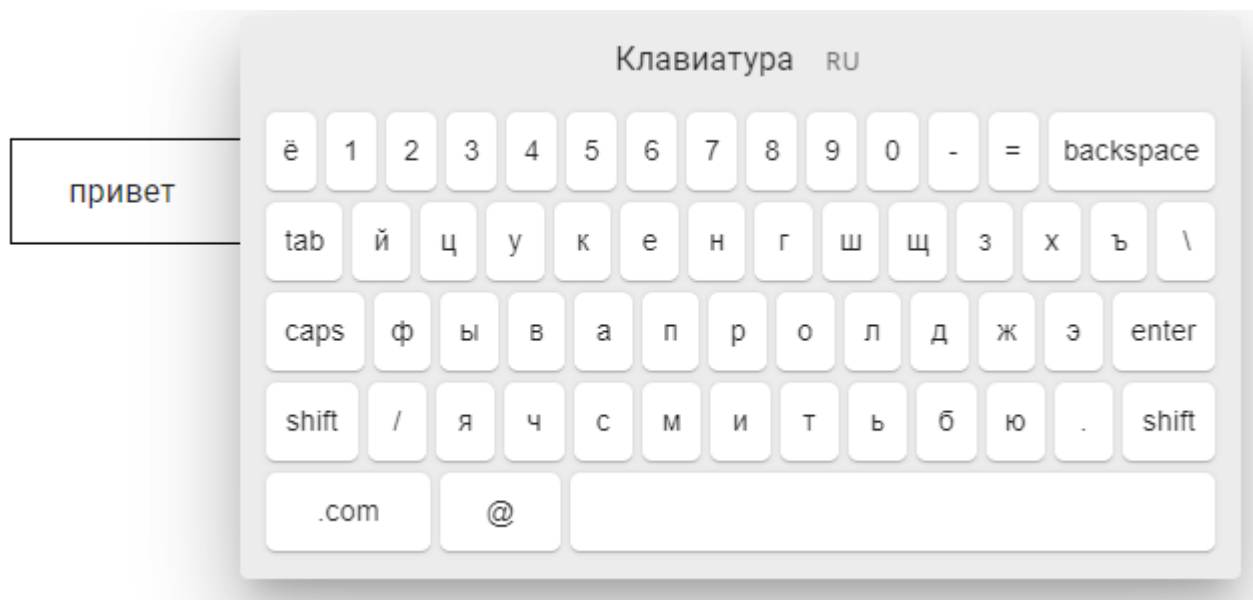 Клавиатура RU
ё 1 2 3 4 5 6 7 8 9 0 - = backspace
привет
tab й ц у к е н г ш щ з х ъ \
caps ф ы в а п р о л д ж э enter
shift / я ч с м и т ь б ю . shift
.com @